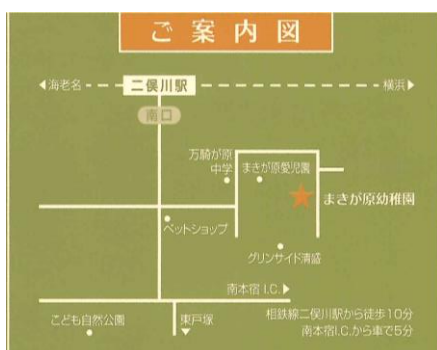 ご案内図
◀海老名
二俣川駅
横浜▶
南口
万騎が原
中学
まきが原愛児園
まきが原幼稚園
ペットショップ
グリンサイド清盛
南本宿 I.C.▶
相鉄線二俣川駅から徒歩10分
南本宿I.C.から車で5分
こども自然公園
東戸塚
▼